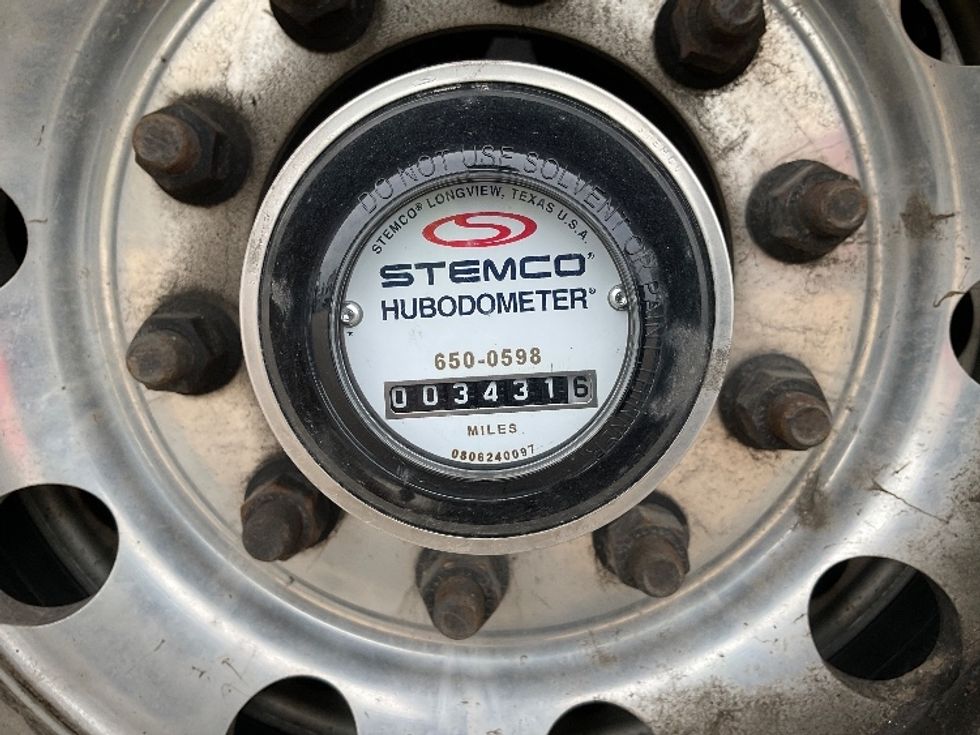 DO NOT USE SOLVENT OR PAINT
STEMCO® LONGVIEW, TEXAS U.S.A.
STEMCO®
HUBODOMETER®
650-0598
0034316
MILES
0806240097